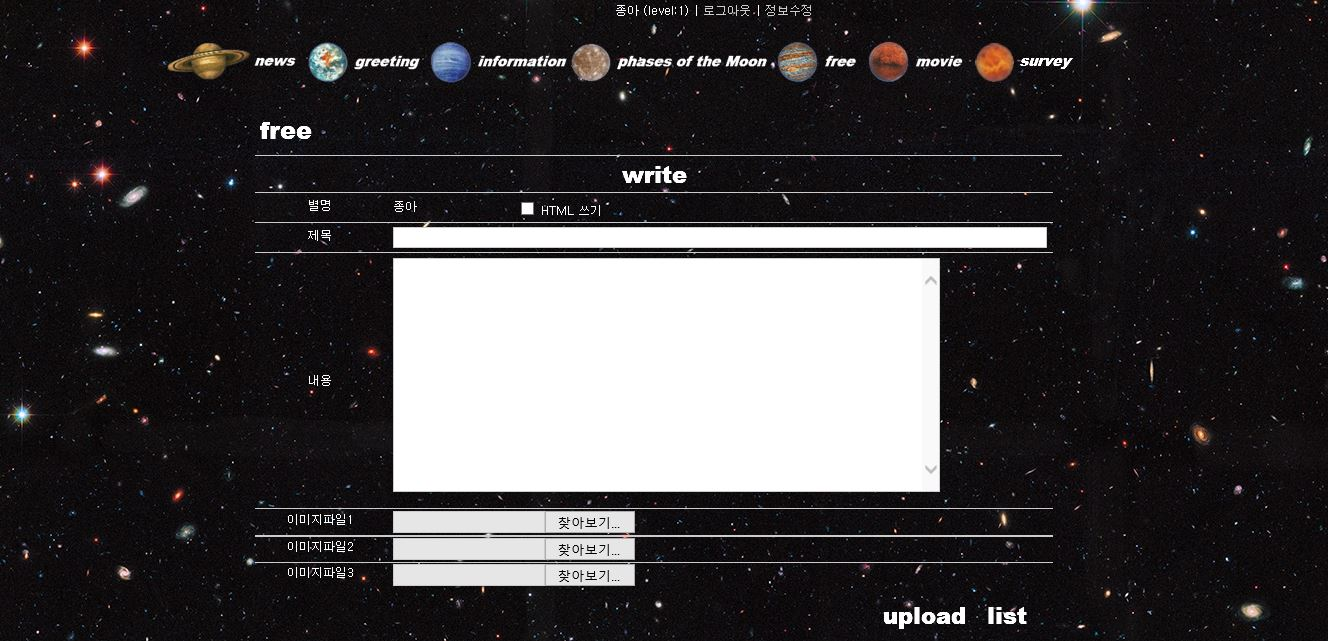 종아 (level:1) | 로그아웃 | 정보수정
news greeting information phases of the Moon free movie survey
free
write
별명 종아 HTML 쓰기
제목
내용
이미지파일1 찾아보기...
이미지파일2 찾아보기...
이미지파일3 찾아보기...
upload list